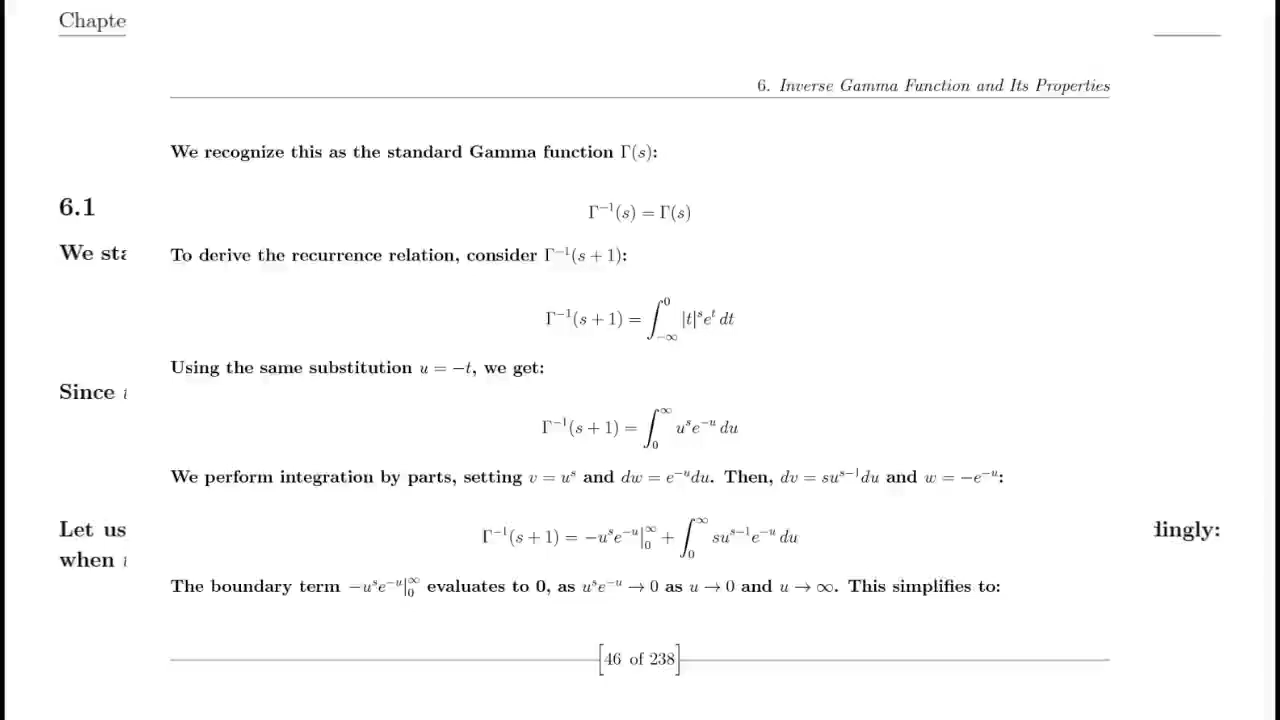 Chapte
6. Inverse Gamma Function and Its Properties
We recognize this as the standard Gamma function Γ(s):
6.1
Γ⁻¹(s) = Γ(s)
We sta
To derive the recurrence relation, consider Γ⁻¹(s + 1):
Γ⁻¹(s + 1) = ∫_{−∞}^{0} |t|^s e^t dt
Using the same substitution u = −t, we get:
Since
Γ⁻¹(s + 1) = ∫_{0}^{∞} u^s e^{−u} du
We perform integration by parts, setting v = u^s and dw = e^{−u}du. Then, dv = su^{s−1}du and w = −e^{−u}:
Let us
dingly:
Γ⁻¹(s + 1) = −u^s e^{−u}|_{0}^{∞} + ∫_{0}^{∞} su^{s−1}e^{−u} du
when
The boundary term −u^s e^{−u}|_{0}^{∞} evaluates to 0, as u^s e^{−u} → 0 as u → 0 and u → ∞. This simplifies to:
[46 of 238]